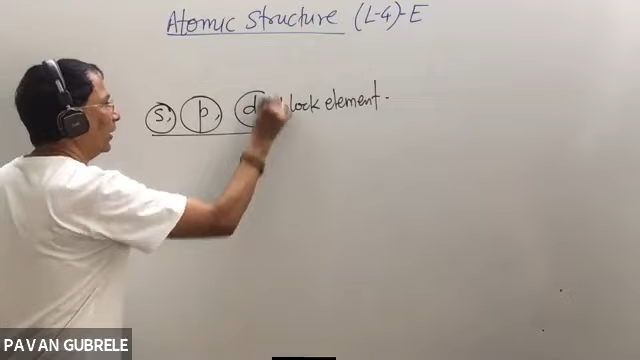 Atomic Structure (L-4)-E
s, p, d lock element.
PAVAN GUBRELE